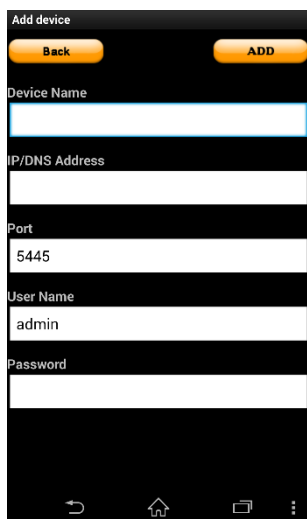 Add device
Back
ADD
Device Name
IP/DNS Address
Port
5445
User Name
admin
Password